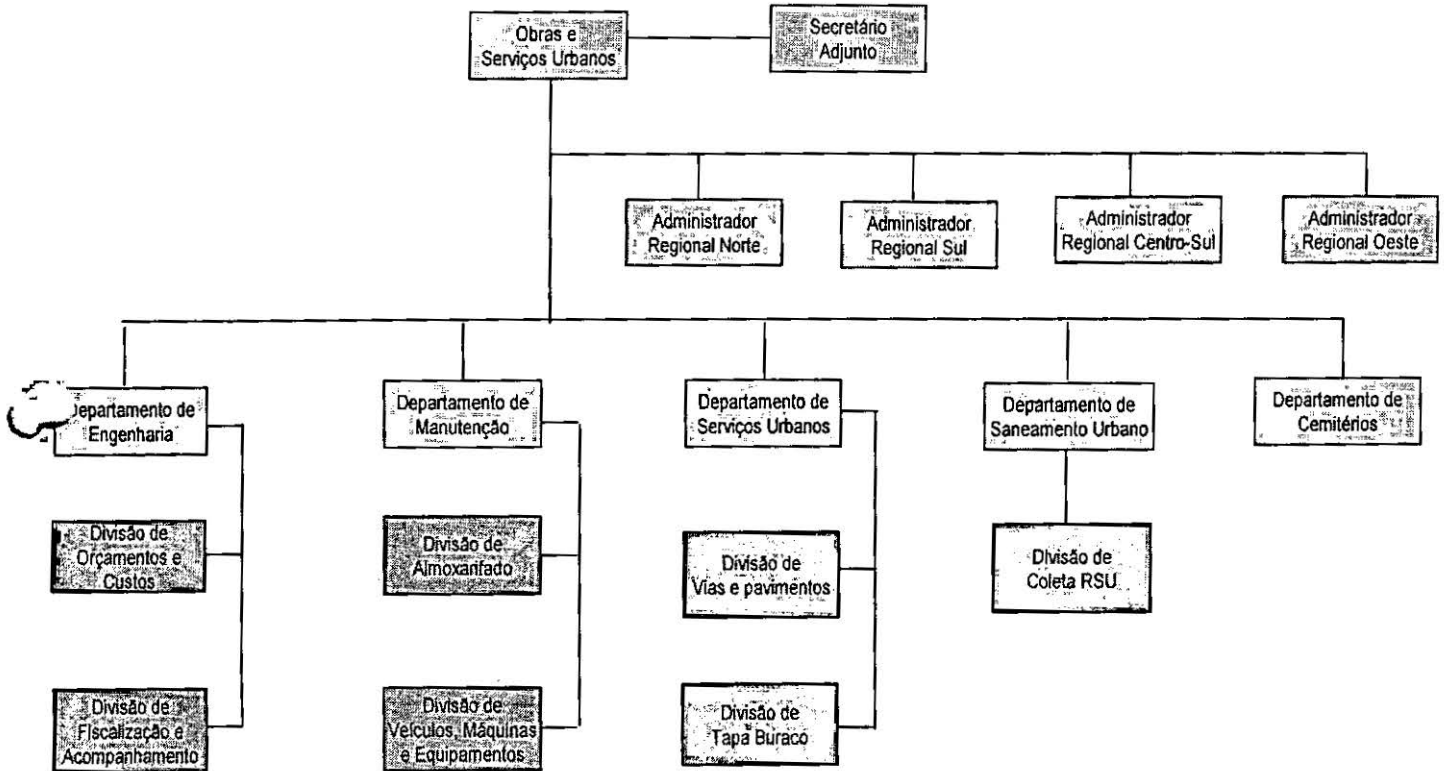 Obras e
Serviços Urbanos
Secretário
Adjunto
Administrador
Regional Norte
Administrador
Regional Sul
Administrador
Regional Centro-Sul
Administrador
Regional Oeste
Departamento de
Engenharia
Departamento de
Manutenção
Departamento de
Serviços Urbanos
Departamento de
Saneamento Urbano
Departamento de
Cemitérios
Divisão de
Orçamentos e
Custos
Divisão de
Almoxarifado
Divisão de
Vias e pavimentos
Divisão de
Coleta RSU
Divisão de
Fiscalização e
Acompanhamento
Divisão de
Veículos, Máquinas
e Equipamentos
Divisão de
Tapa Buraco